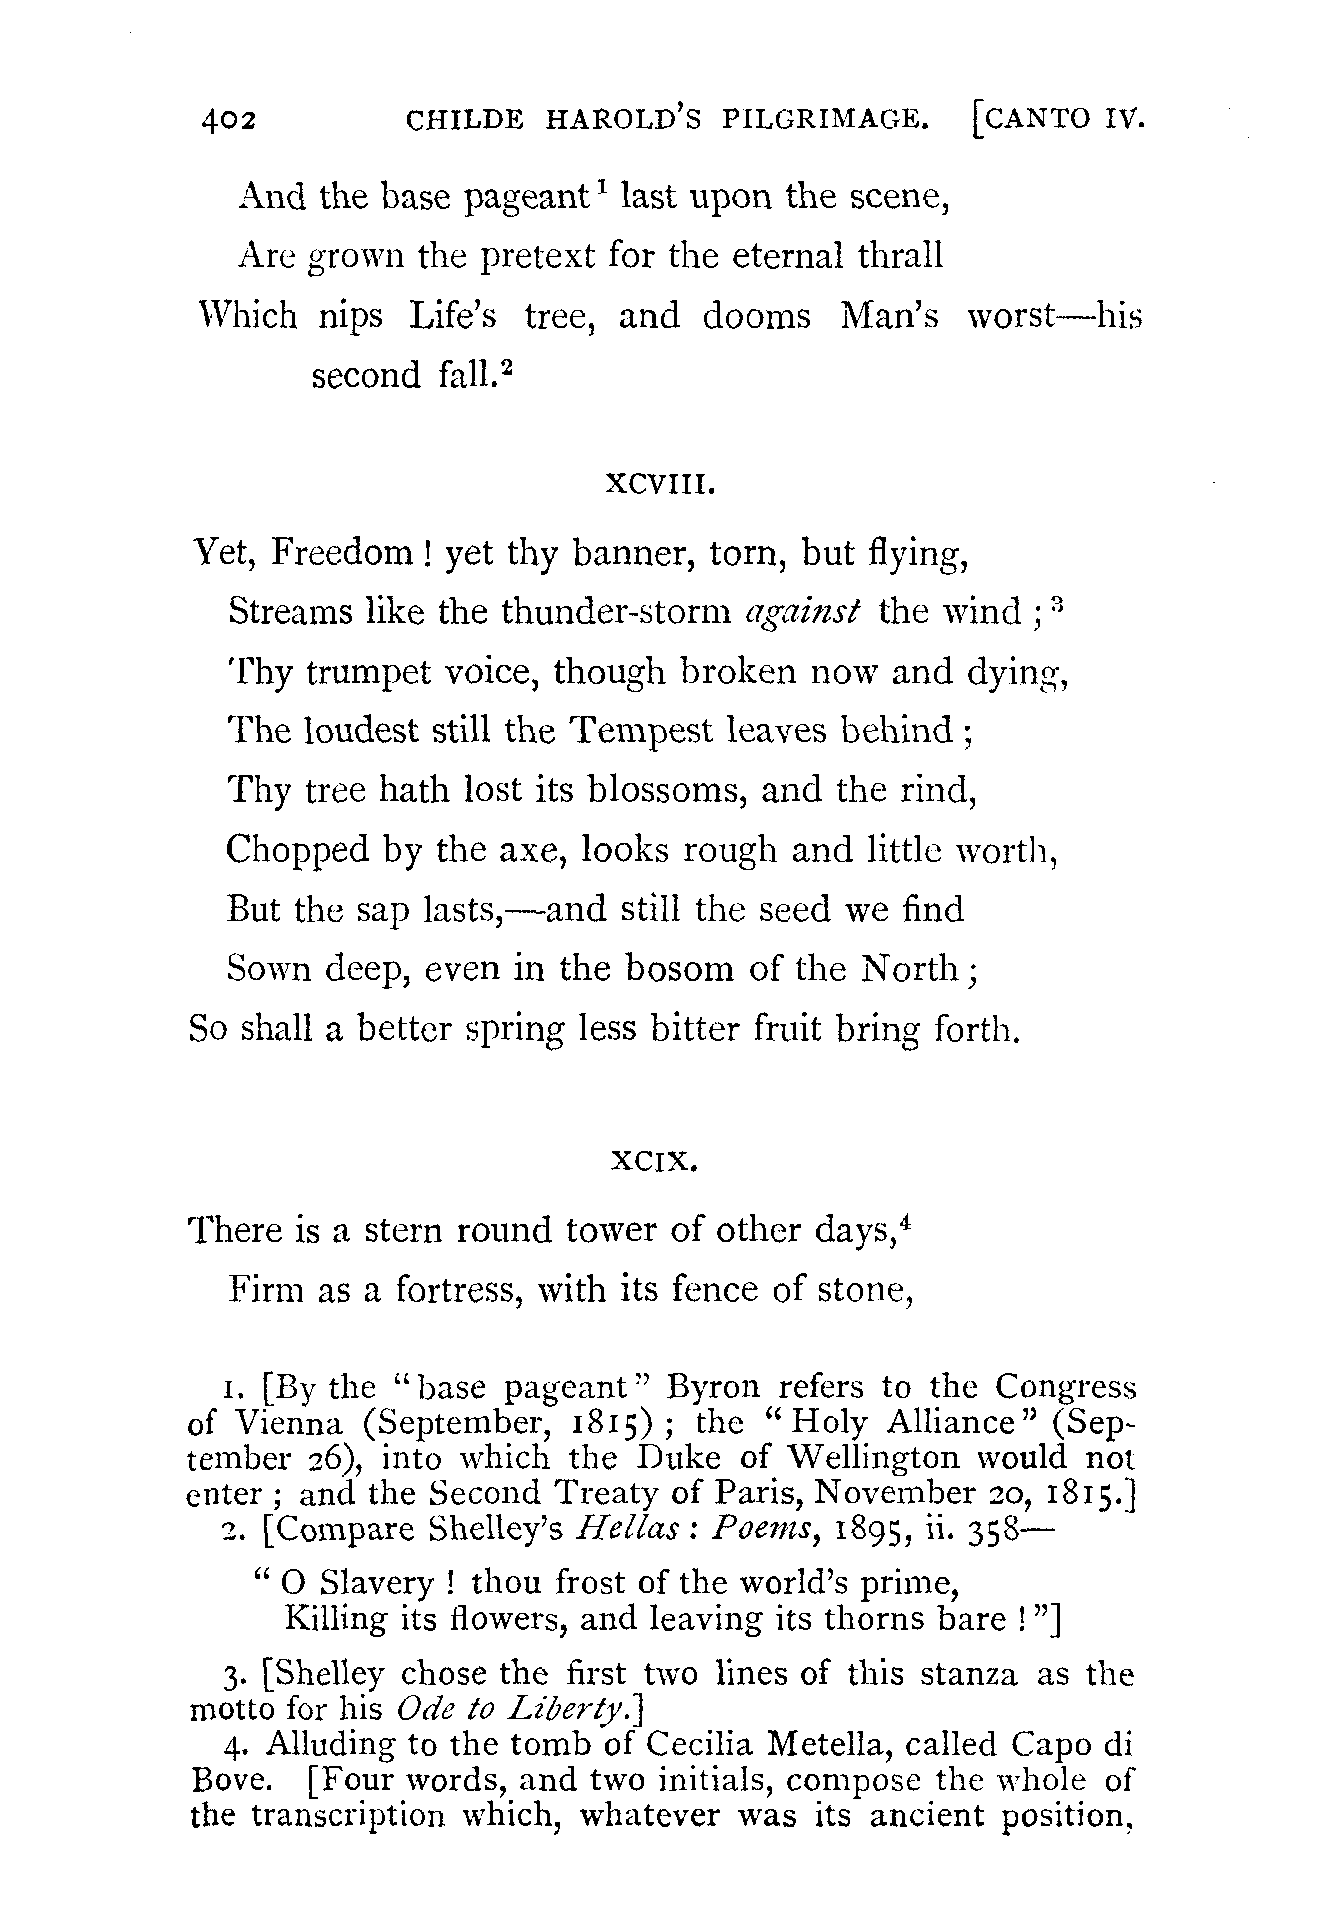 402 CHILDE HAROLD'S PILGRIMAGE. [CANTO IV.
And the base pageant¹ last upon the scene,
Are grown the pretext for the eternal thrall
Which nips Life's tree, and dooms Man's worst—his
second fall.²
XCVIII.
Yet, Freedom! yet thy banner, torn, but flying,
Streams like the thunder-storm against the wind;³
Thy trumpet voice, though broken now and dying,
The loudest still the Tempest leaves behind;
Thy tree hath lost its blossoms, and the rind,
Chopped by the axe, looks rough and little worth,
But the sap lasts,—and still the seed we find
Sown deep, even in the bosom of the North;
So shall a better spring less bitter fruit bring forth.
XCIX.
There is a stern round tower of other days,⁴
Firm as a fortress, with its fence of stone,
1. [By the "base pageant" Byron refers to the Congress
of Vienna (September, 1815); the "Holy Alliance" (Sep-
tember 26), into which the Duke of Wellington would not
enter; and the Second Treaty of Paris, November 20, 1815.]
2. [Compare Shelley's Hellas: Poems, 1895, ii. 358—
"O Slavery! thou frost of the world's prime,
Killing its flowers, and leaving its thorns bare!"]
3. [Shelley chose the first two lines of this stanza as the
motto for his Ode to Liberty.]
4. Alluding to the tomb of Cecilia Metella, called Capo di
Bove. [Four words, and two initials, compose the whole of
the transcription which, whatever was its ancient position,